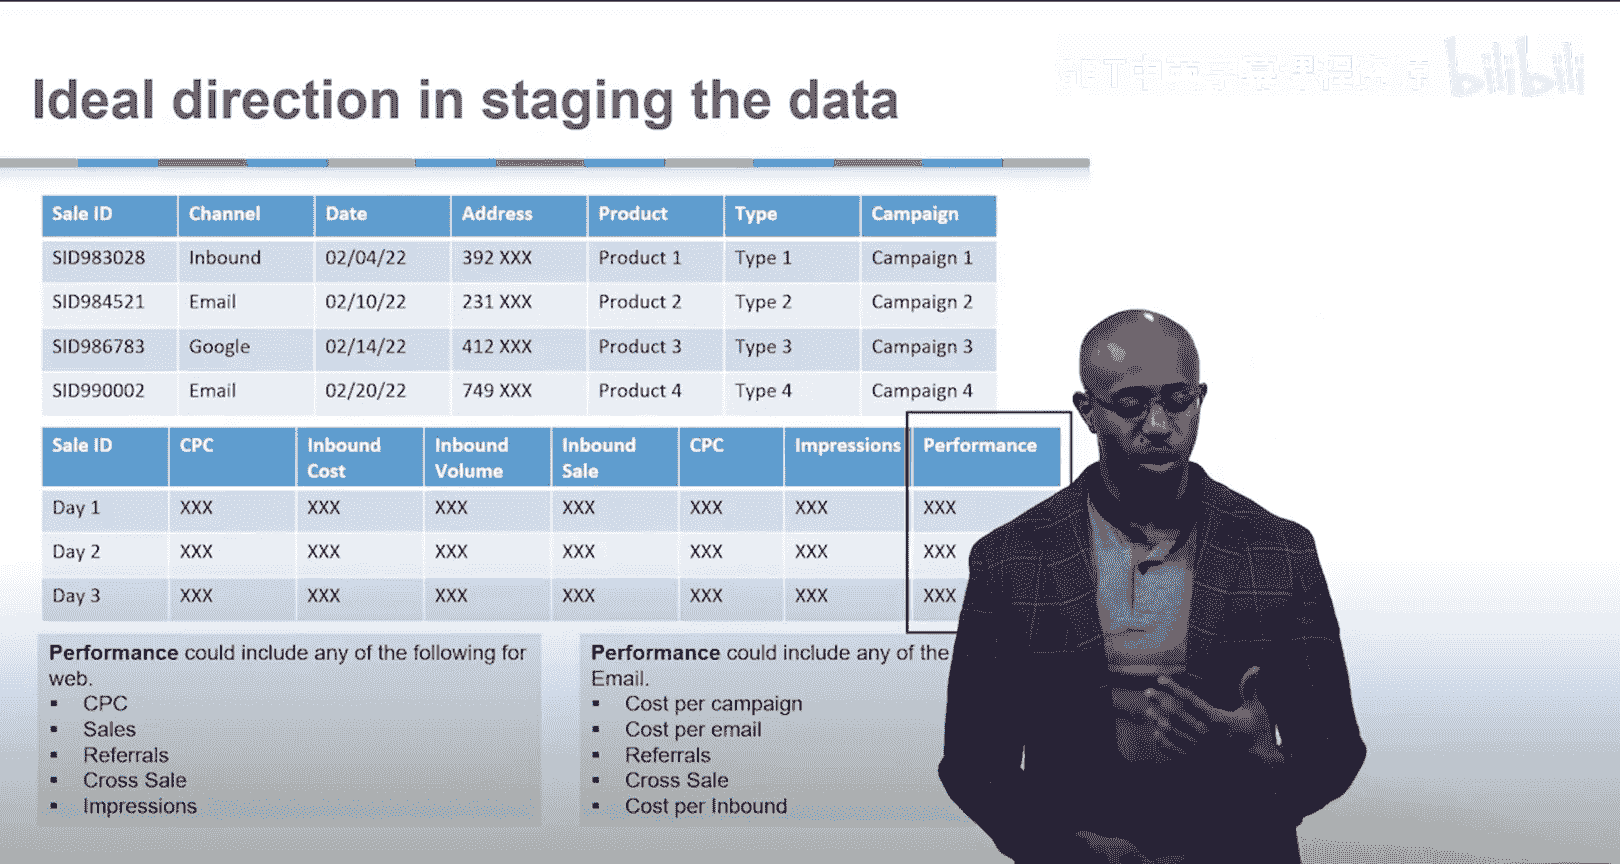 bilibili
Ideal direction in staging the data
Sale ID Channel Date Address Product Type Campaign
SID983028 Inbound 02/04/22 392 XXX Product 1 Type 1 Campaign 1
SID984521 Email 02/10/22 231 XXX Product 2 Type 2 Campaign 2
SID986783 Google 02/14/22 412 XXX Product 3 Type 3 Campaign 3
SID990002 Email 02/20/22 749 XXX Product 4 Type 4 Campaign 4
Sale ID CPC Inbound Cost Inbound Volume Inbound Sale CPC Impressions Performance
Day 1 XXX XXX XXX XXX XXX XXX XXX
Day 2 XXX XXX XXX XXX XXX XXX XXX
Day 3 XXX XXX XXX XXX XXX XXX XXX
Performance could include any of the following for
web.
▪ CPC
▪ Sales
▪ Referrals
▪ Cross Sale
▪ Impressions
Performance could include any of the
Email.
▪ Cost per campaign
▪ Cost per email
▪ Referrals
▪ Cross Sale
▪ Cost per Inbound